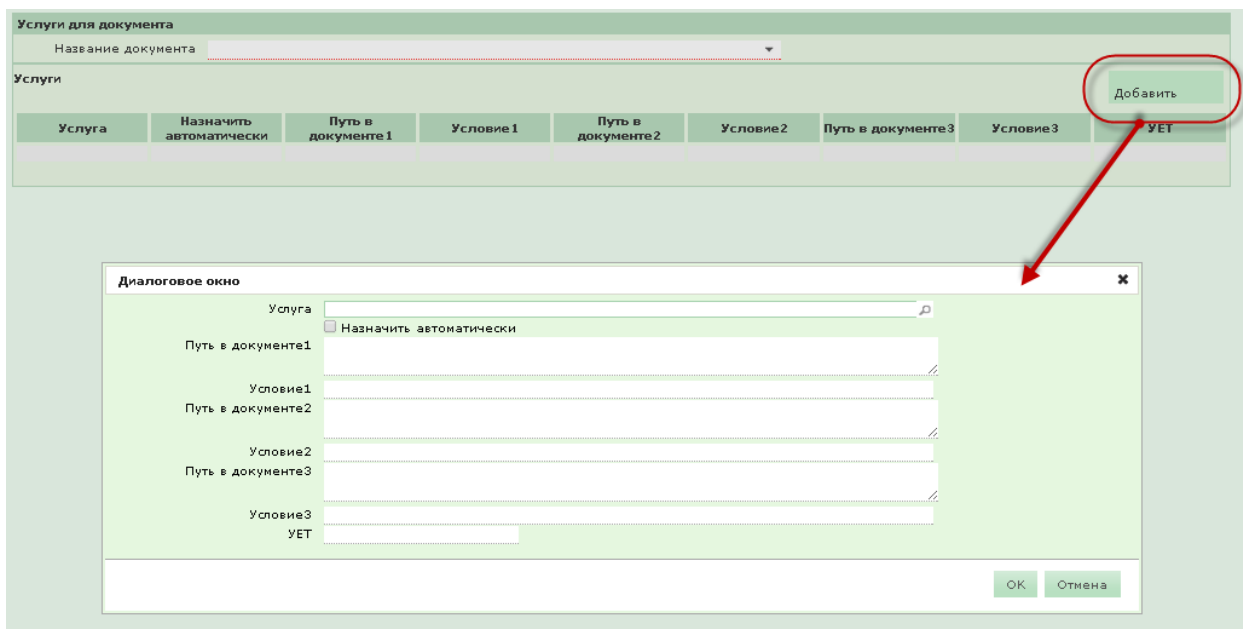 Услуги для документа
Название документа
Услуги
Добавить
Услуга Назначить автоматически Путь в документе1 Условие1 Путь в документе2 Условие2 Путь в документе3 Условие3 УЕТ
Диалоговое окно
Услуга
Назначить автоматически
Путь в документе1
Условие1
Путь в документе2
Условие2
Путь в документе3
Условие3
УЕТ
ОК Отмена